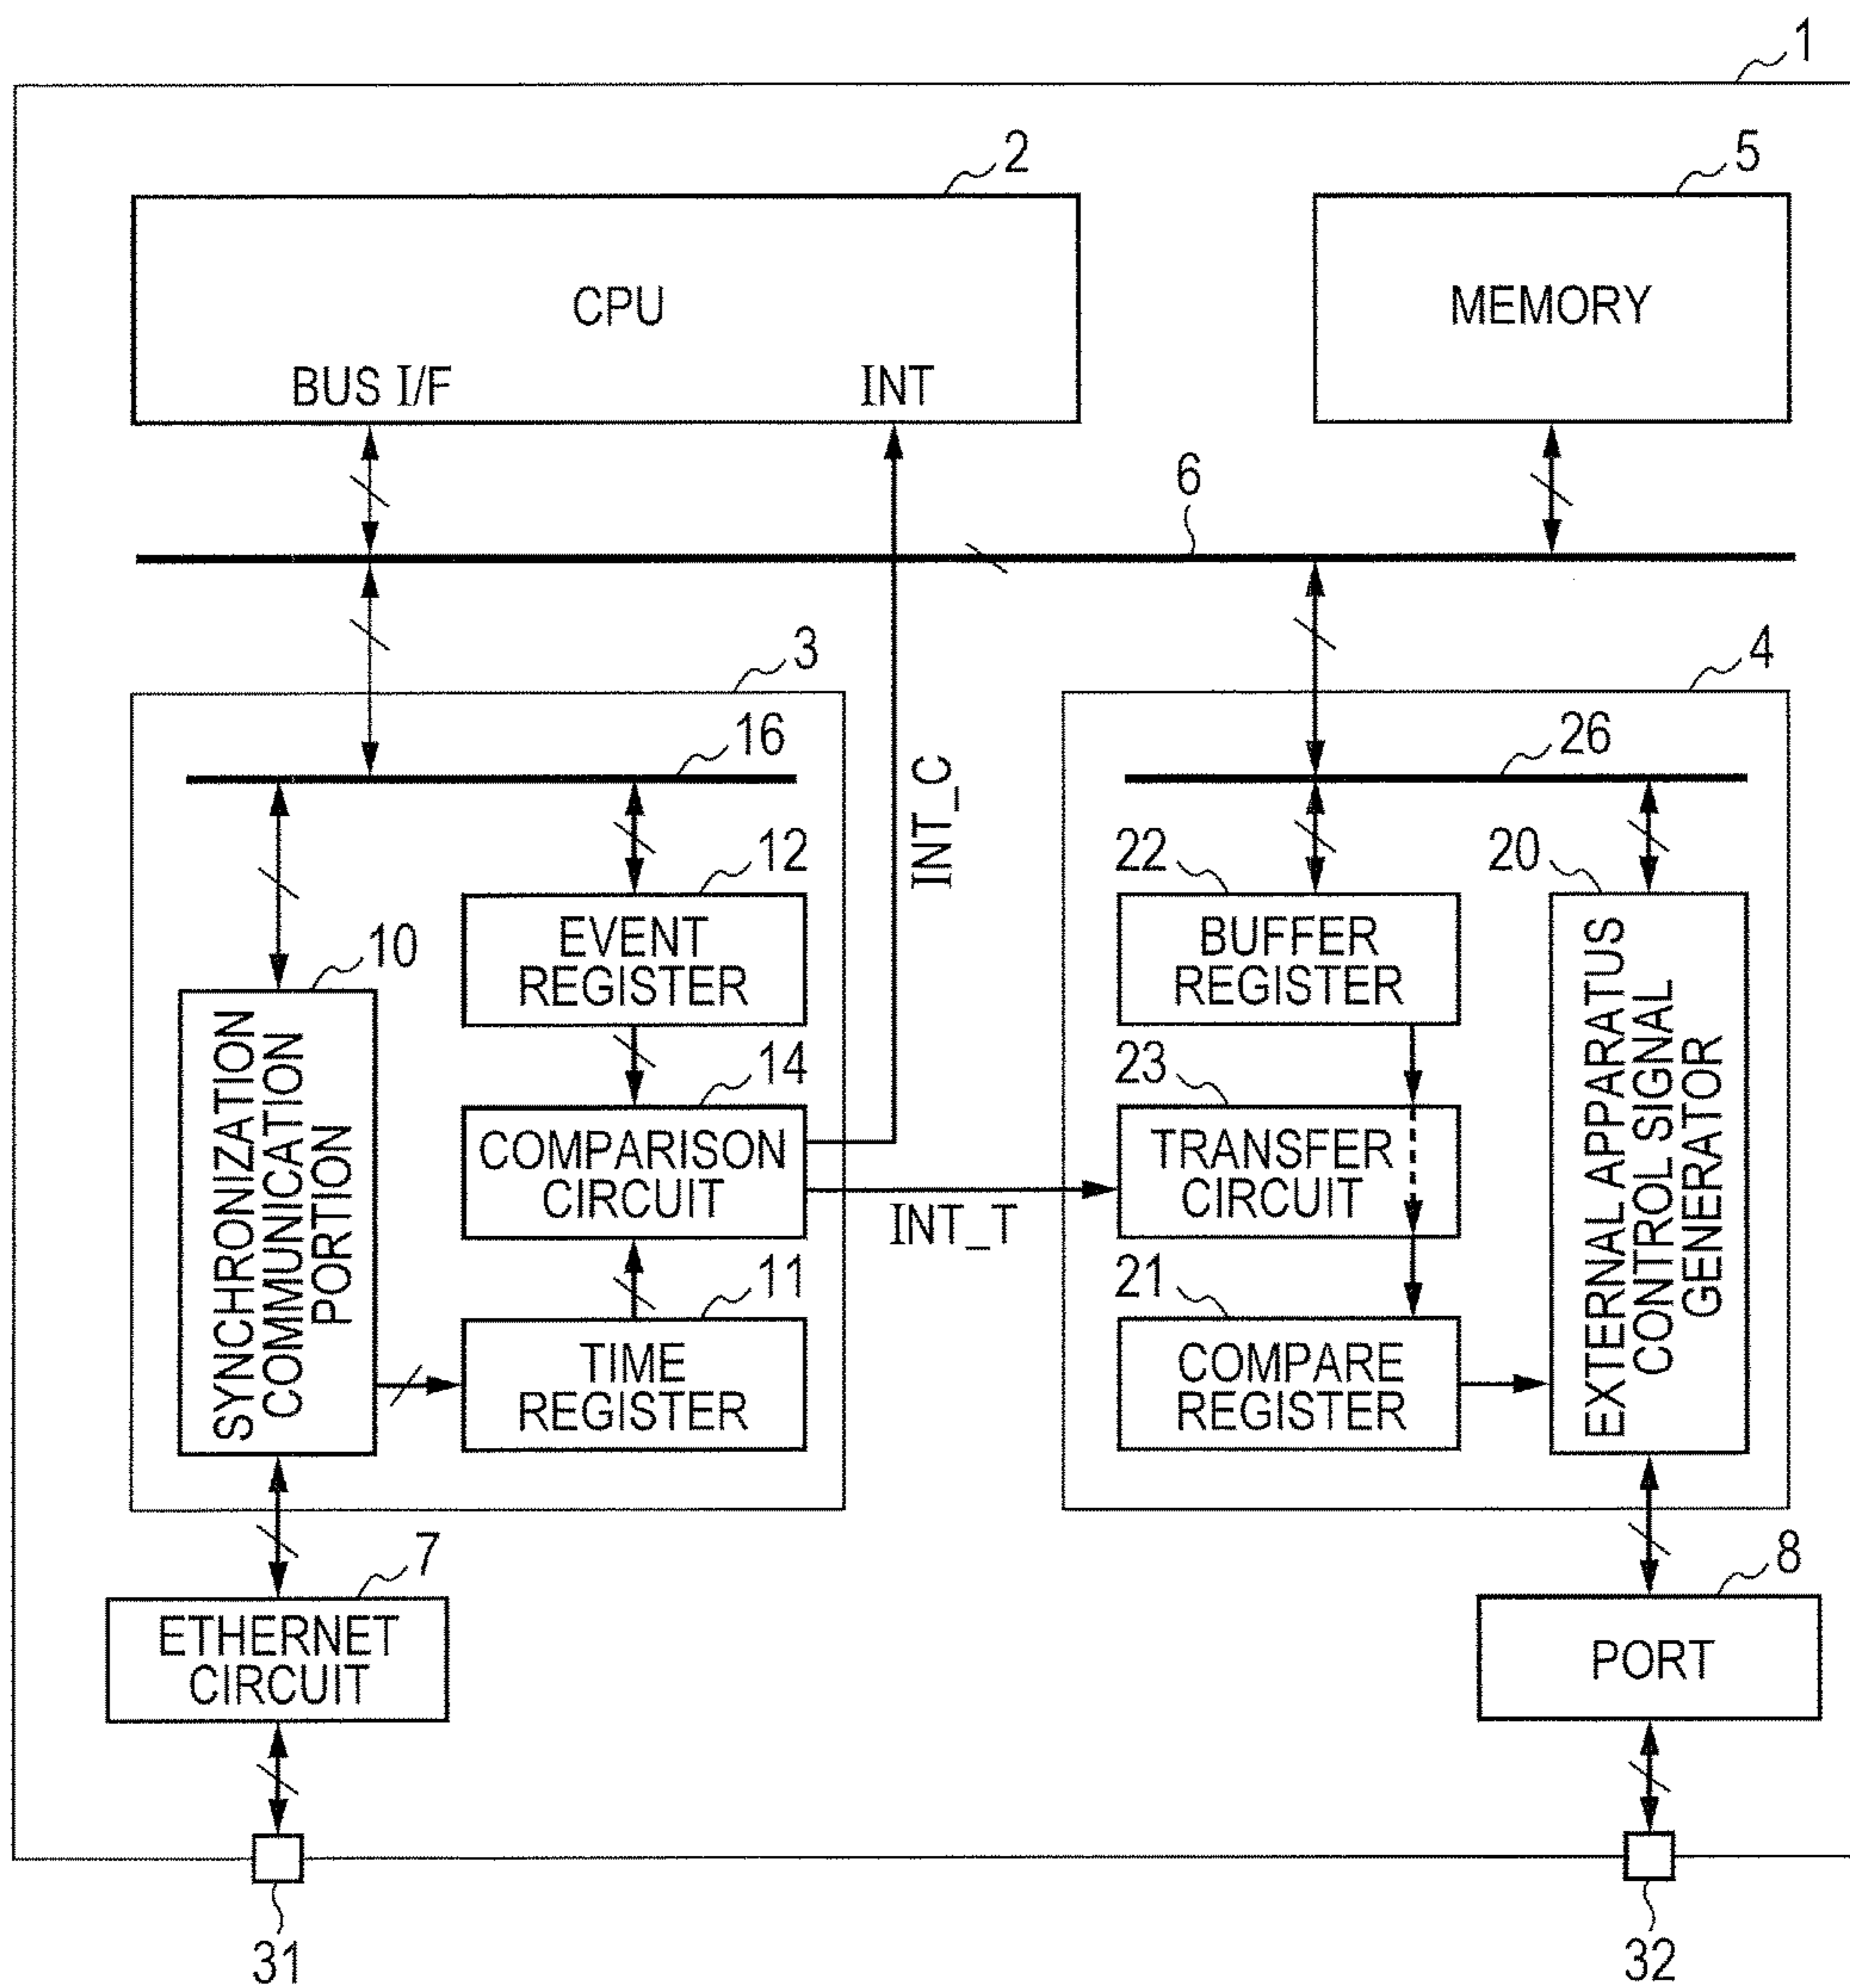 1
2
5
CPU
MEMORY
BUS I/F
INT
6
3
4
16
26
INT_C
12
22
20
EVENT
REGISTER
BUFFER
REGISTER
10
14
23
SYNCHRONIZATION
COMMUNICATION
PORTION
COMPARISON
CIRCUIT
TRANSFER
CIRCUIT
EXTERNAL APPARATUS
CONTROL SIGNAL
GENERATOR
INT_T
11
21
TIME
REGISTER
COMPARE
REGISTER
7
8
ETHERNET
CIRCUIT
PORT
31
32